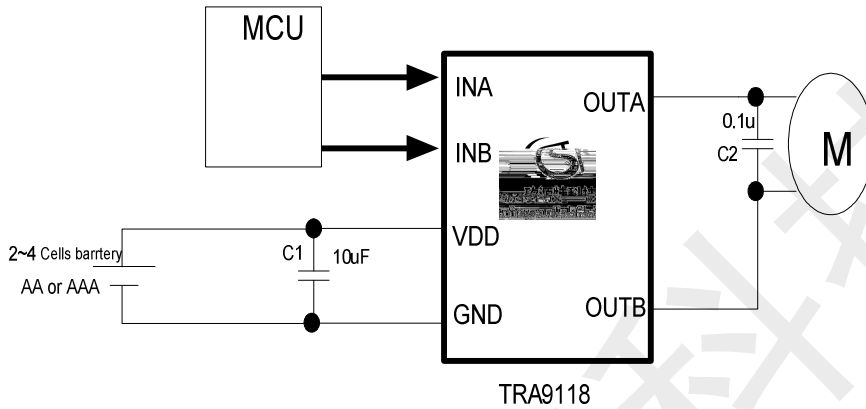 MCU
INA
OUTA
0.1u
C2
M
INB
VDD
C1 10uF
2~4 Cells barrtery
AA or AAA
GND
OUTB
TRA9118
科